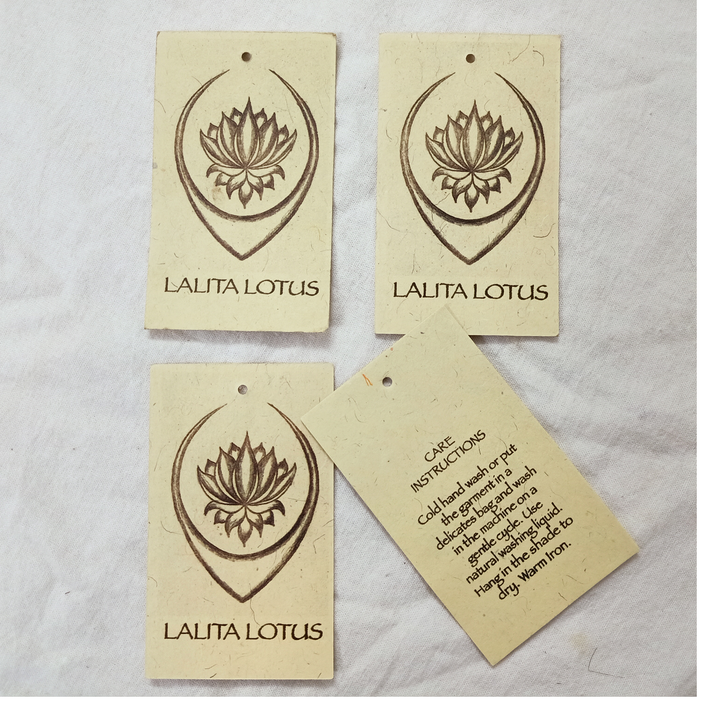 LALITA LOTUS
LALITA LOTUS
LALITA LOTUS
CARE
INSTRUCTIONS
Cold hand wash or put
the garment in a
delicates bag and wash
in the machine on a
gentle cycle. Use
natural washing liquid.
Hang in the shade to
dry. Warm Iron.